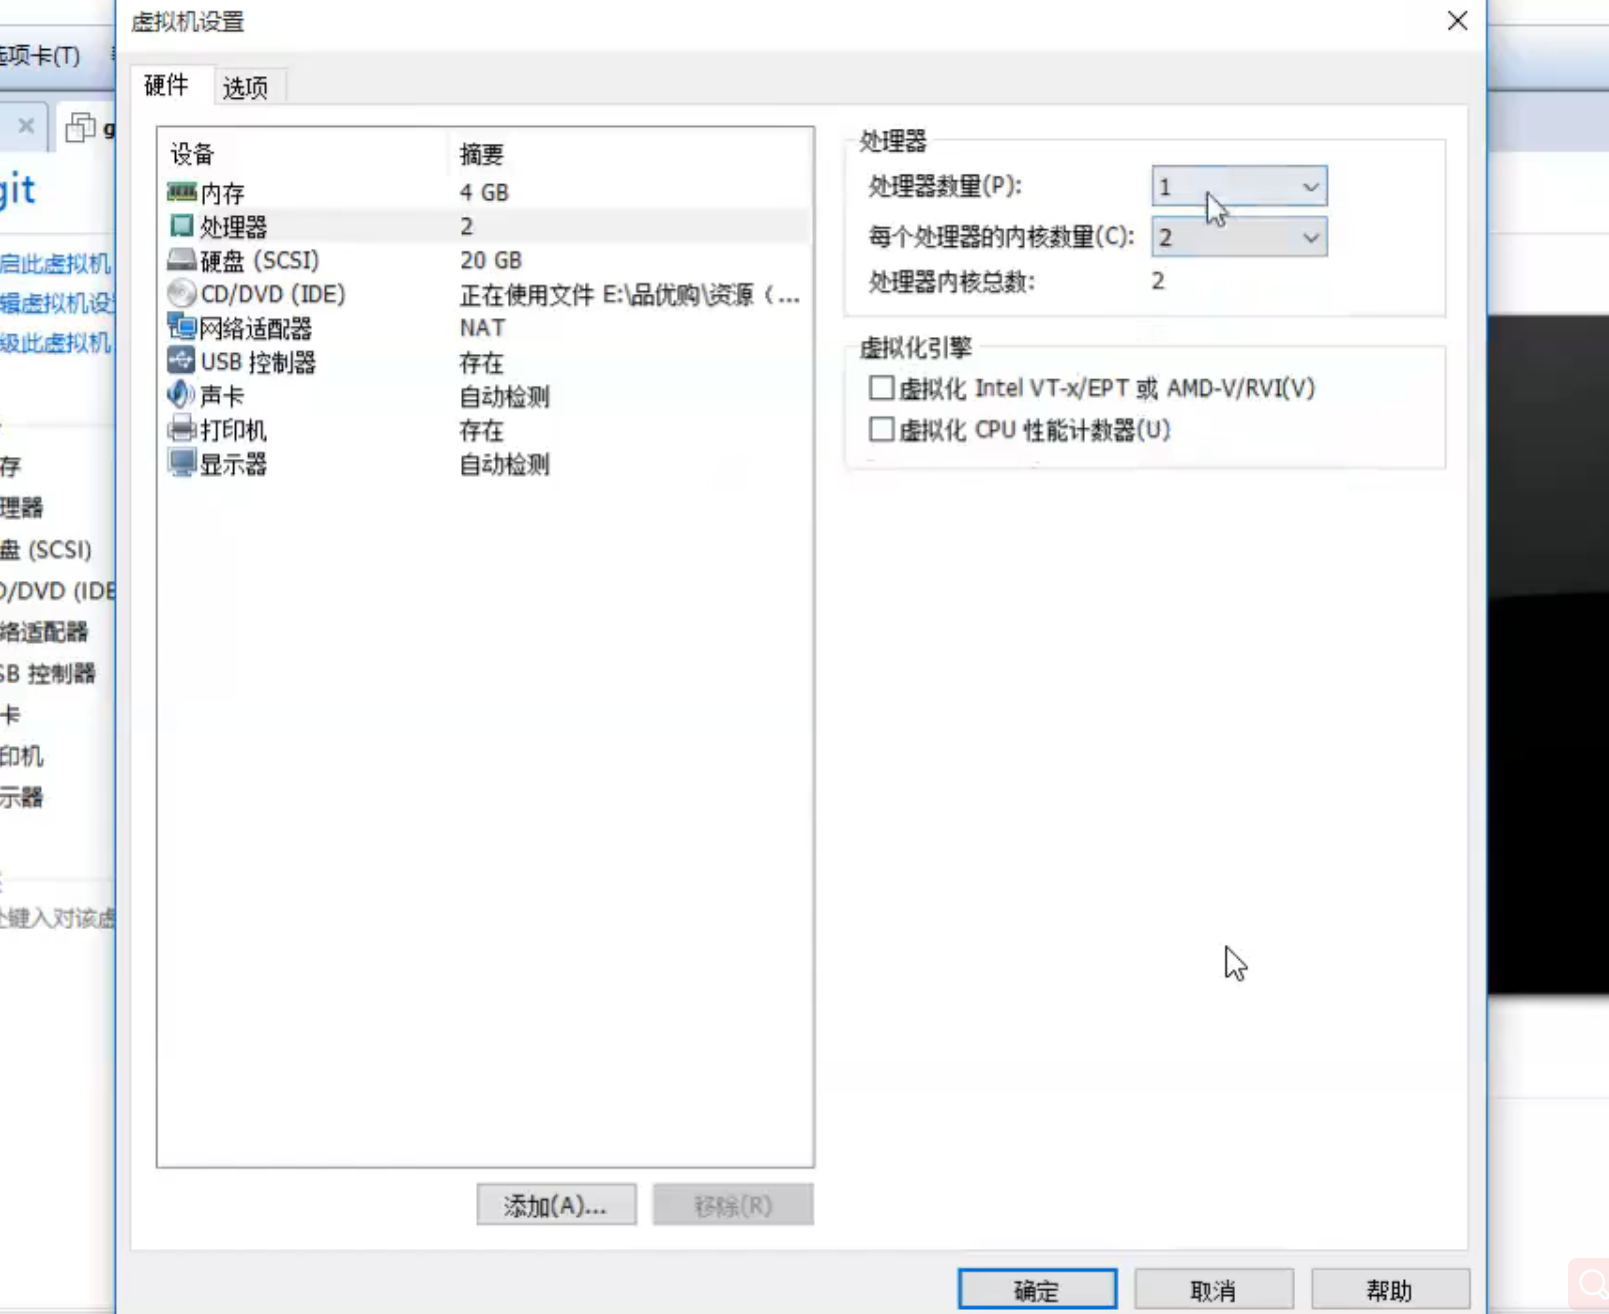 虚拟机设置
选项卡(T)
硬件
选项
git
设备
摘要
内存
4 GB
处理器
2
硬盘 (SCSI)
20 GB
CD/DVD (IDE)
正在使用文件 E:\品优购\资源（...
网络适配器
NAT
USB 控制器
存在
声卡
自动检测
打印机
存在
显示器
自动检测
处理器
处理器数量(P):
1
每个处理器的内核数量(C):
2
处理器内核总数:
2
虚拟化引擎
虚拟化 Intel VT-x/EPT 或 AMD-V/RVI(V)
虚拟化 CPU 性能计数器(U)
启此虚拟机
辑虚拟机设
级此虚拟机
存
理器
盘 (SCSI)
D/DVD (IDE
络适配器
SB 控制器
卡
印机
示器
键入对该虚
添加(A)...
移除(R)
确定
取消
帮助